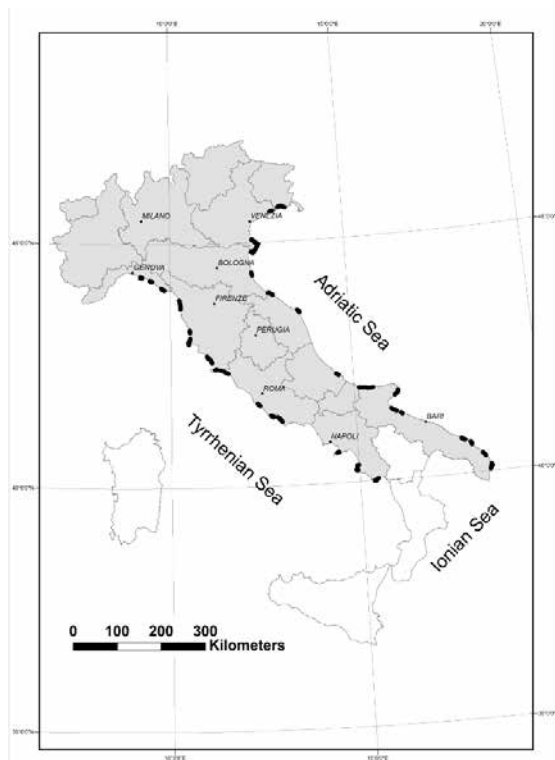 MILANO
VENEZIA
GENOVA
BOLOGNA
FIRENZE
PERUGIA
ROMA
NAPOLI
BARI
Adriatic Sea
Tyrrhenian Sea
Ionian Sea
0 100 200 300
Kilometers